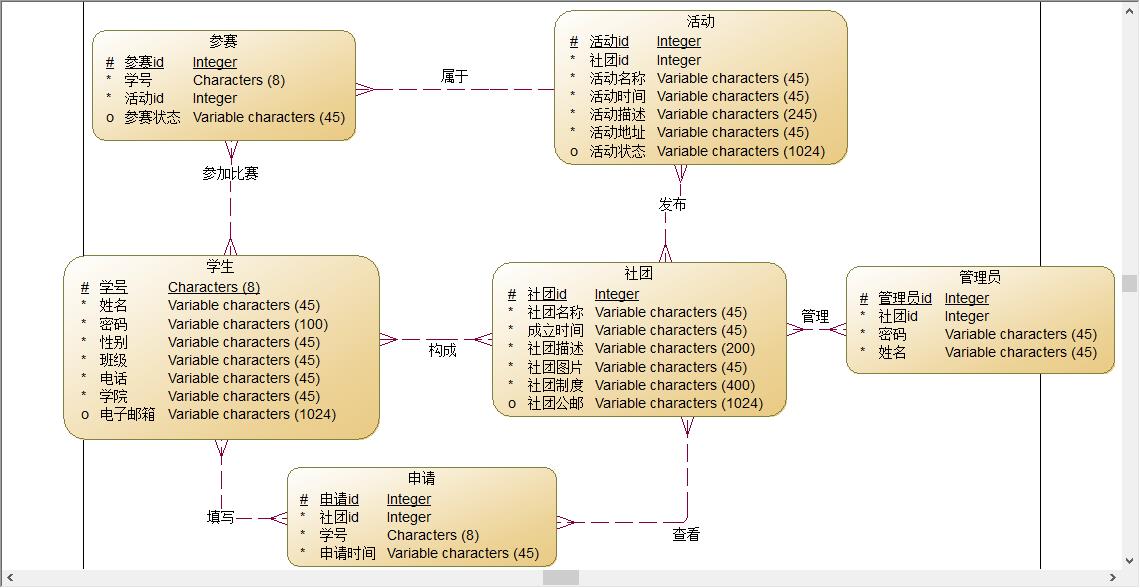 参赛
# 参赛id Integer
* 学号 Characters (8)
* 活动id Integer
o 参赛状态 Variable characters (45)
属于
活动
# 活动id Integer
* 社团id Integer
* 活动名称 Variable characters (45)
* 活动时间 Variable characters (45)
* 活动描述 Variable characters (245)
* 活动地址 Variable characters (45)
o 活动状态 Variable characters (1024)
参加比赛
发布
学生
# 学号 Characters (8)
* 姓名 Variable characters (45)
* 密码 Variable characters (100)
* 性别 Variable characters (45)
* 班级 Variable characters (45)
* 电话 Variable characters (45)
* 学院 Variable characters (45)
o 电子邮箱 Variable characters (1024)
构成
社团
# 社团id Integer
* 社团名称 Variable characters (45)
* 成立时间 Variable characters (45)
* 社团描述 Variable characters (200)
* 社团图片 Variable characters (45)
* 社团制度 Variable characters (400)
o 社团公邮 Variable characters (1024)
管理
管理员
# 管理员id Integer
* 社团id Integer
* 密码 Variable characters (45)
* 姓名 Variable characters (45)
填写
申请
# 申请id Integer
* 社团id Integer
* 学号 Characters (8)
* 申请时间 Variable characters (45)
查看